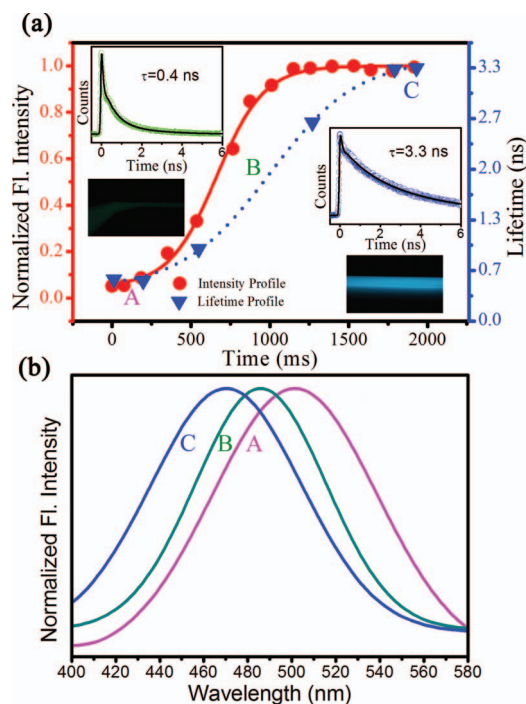 (a)
1.0
0.8
0.6
0.4
0.2
0.0
Normalized Fl. Intensity
τ=0.4 ns
Counts
0 2 4 6
Time (ns)
A
B
C
τ=3.3 ns
Counts
0 2 4 6
Time (ns)
Intensity Profile
Lifetime Profile
3.3
2.7
2.0
1.3
0.7
0.0
Lifetime (ns)
0 500 1000 1500 2000
Time (ms)
(b)
Normalized Fl. Intensity
C B A
400 420 440 460 480 500 520 540 560 580
Wavelength (nm)